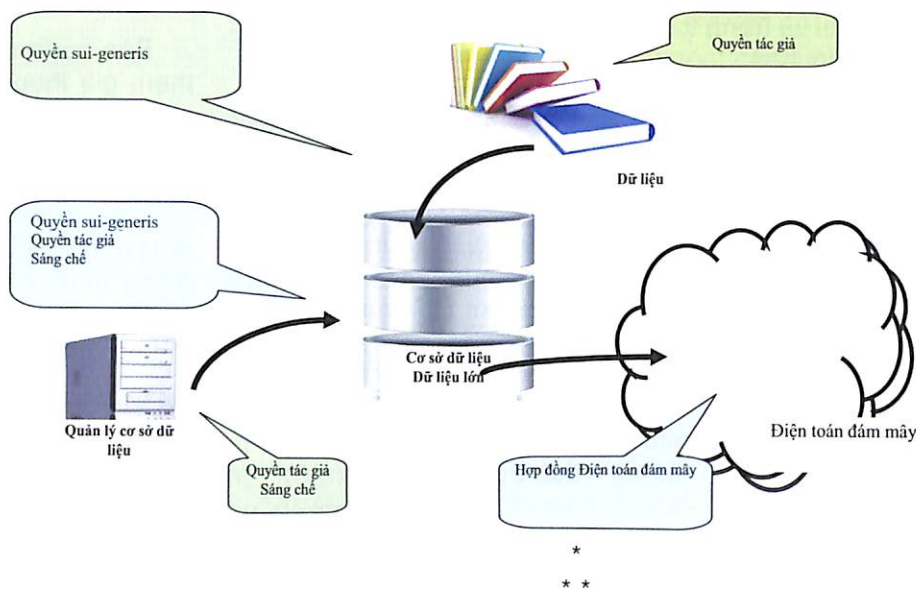 Quyền sui-generis
Quyền tác giả
Dữ liệu
Quyền sui-generis
Quyền tác giả
Sáng chế
Cơ sở dữ liệu
Dữ liệu lớn
Quản lý cơ sở dữ
liệu
Điện toán đám mây
Quyền tác giả
Sáng chế
Hợp đồng Điện toán đám mây
*
* *